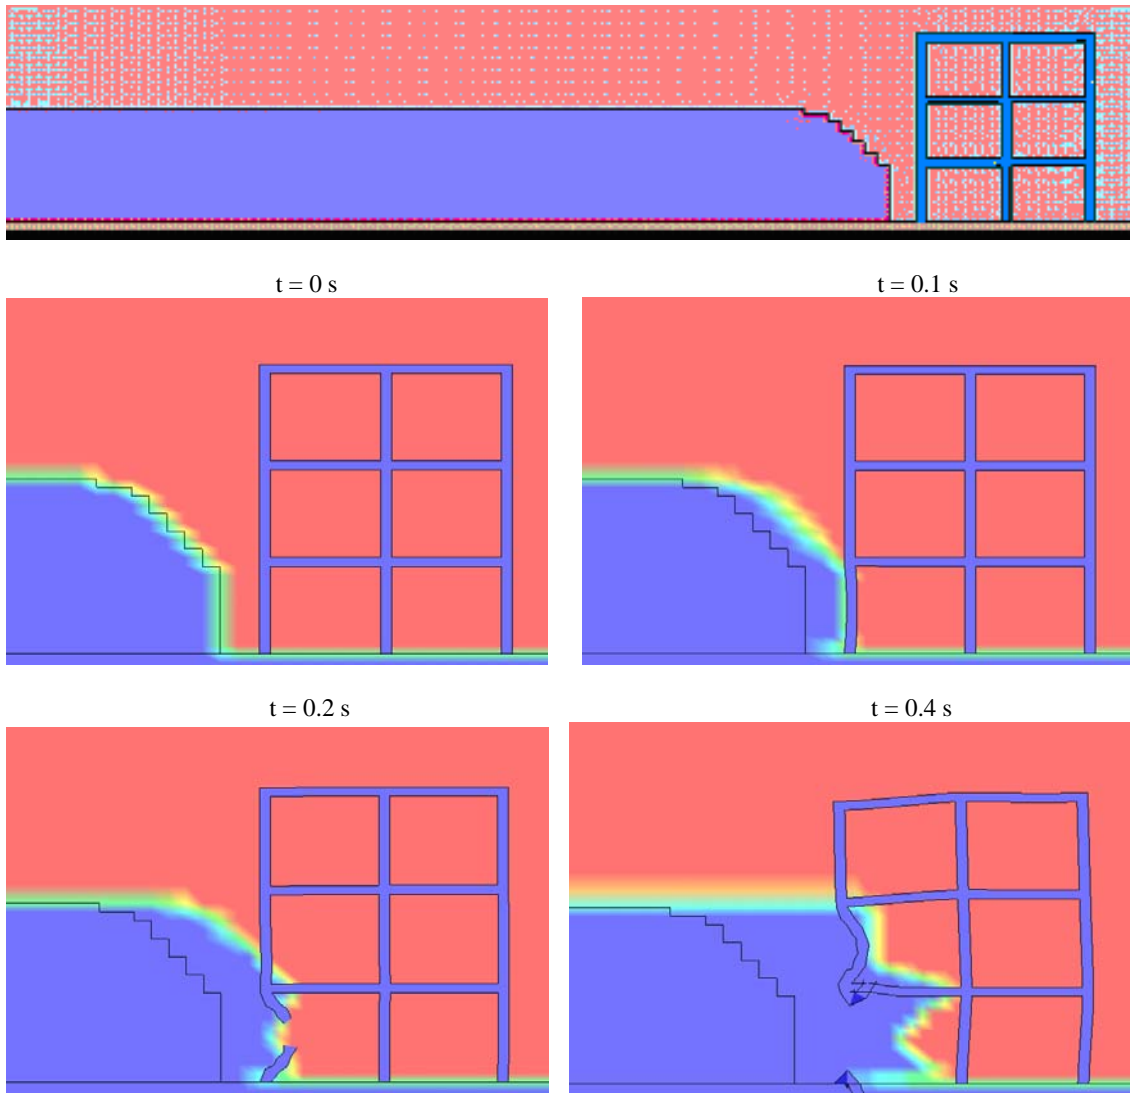 t = 0 s
t = 0.1 s
t = 0.2 s
t = 0.4 s